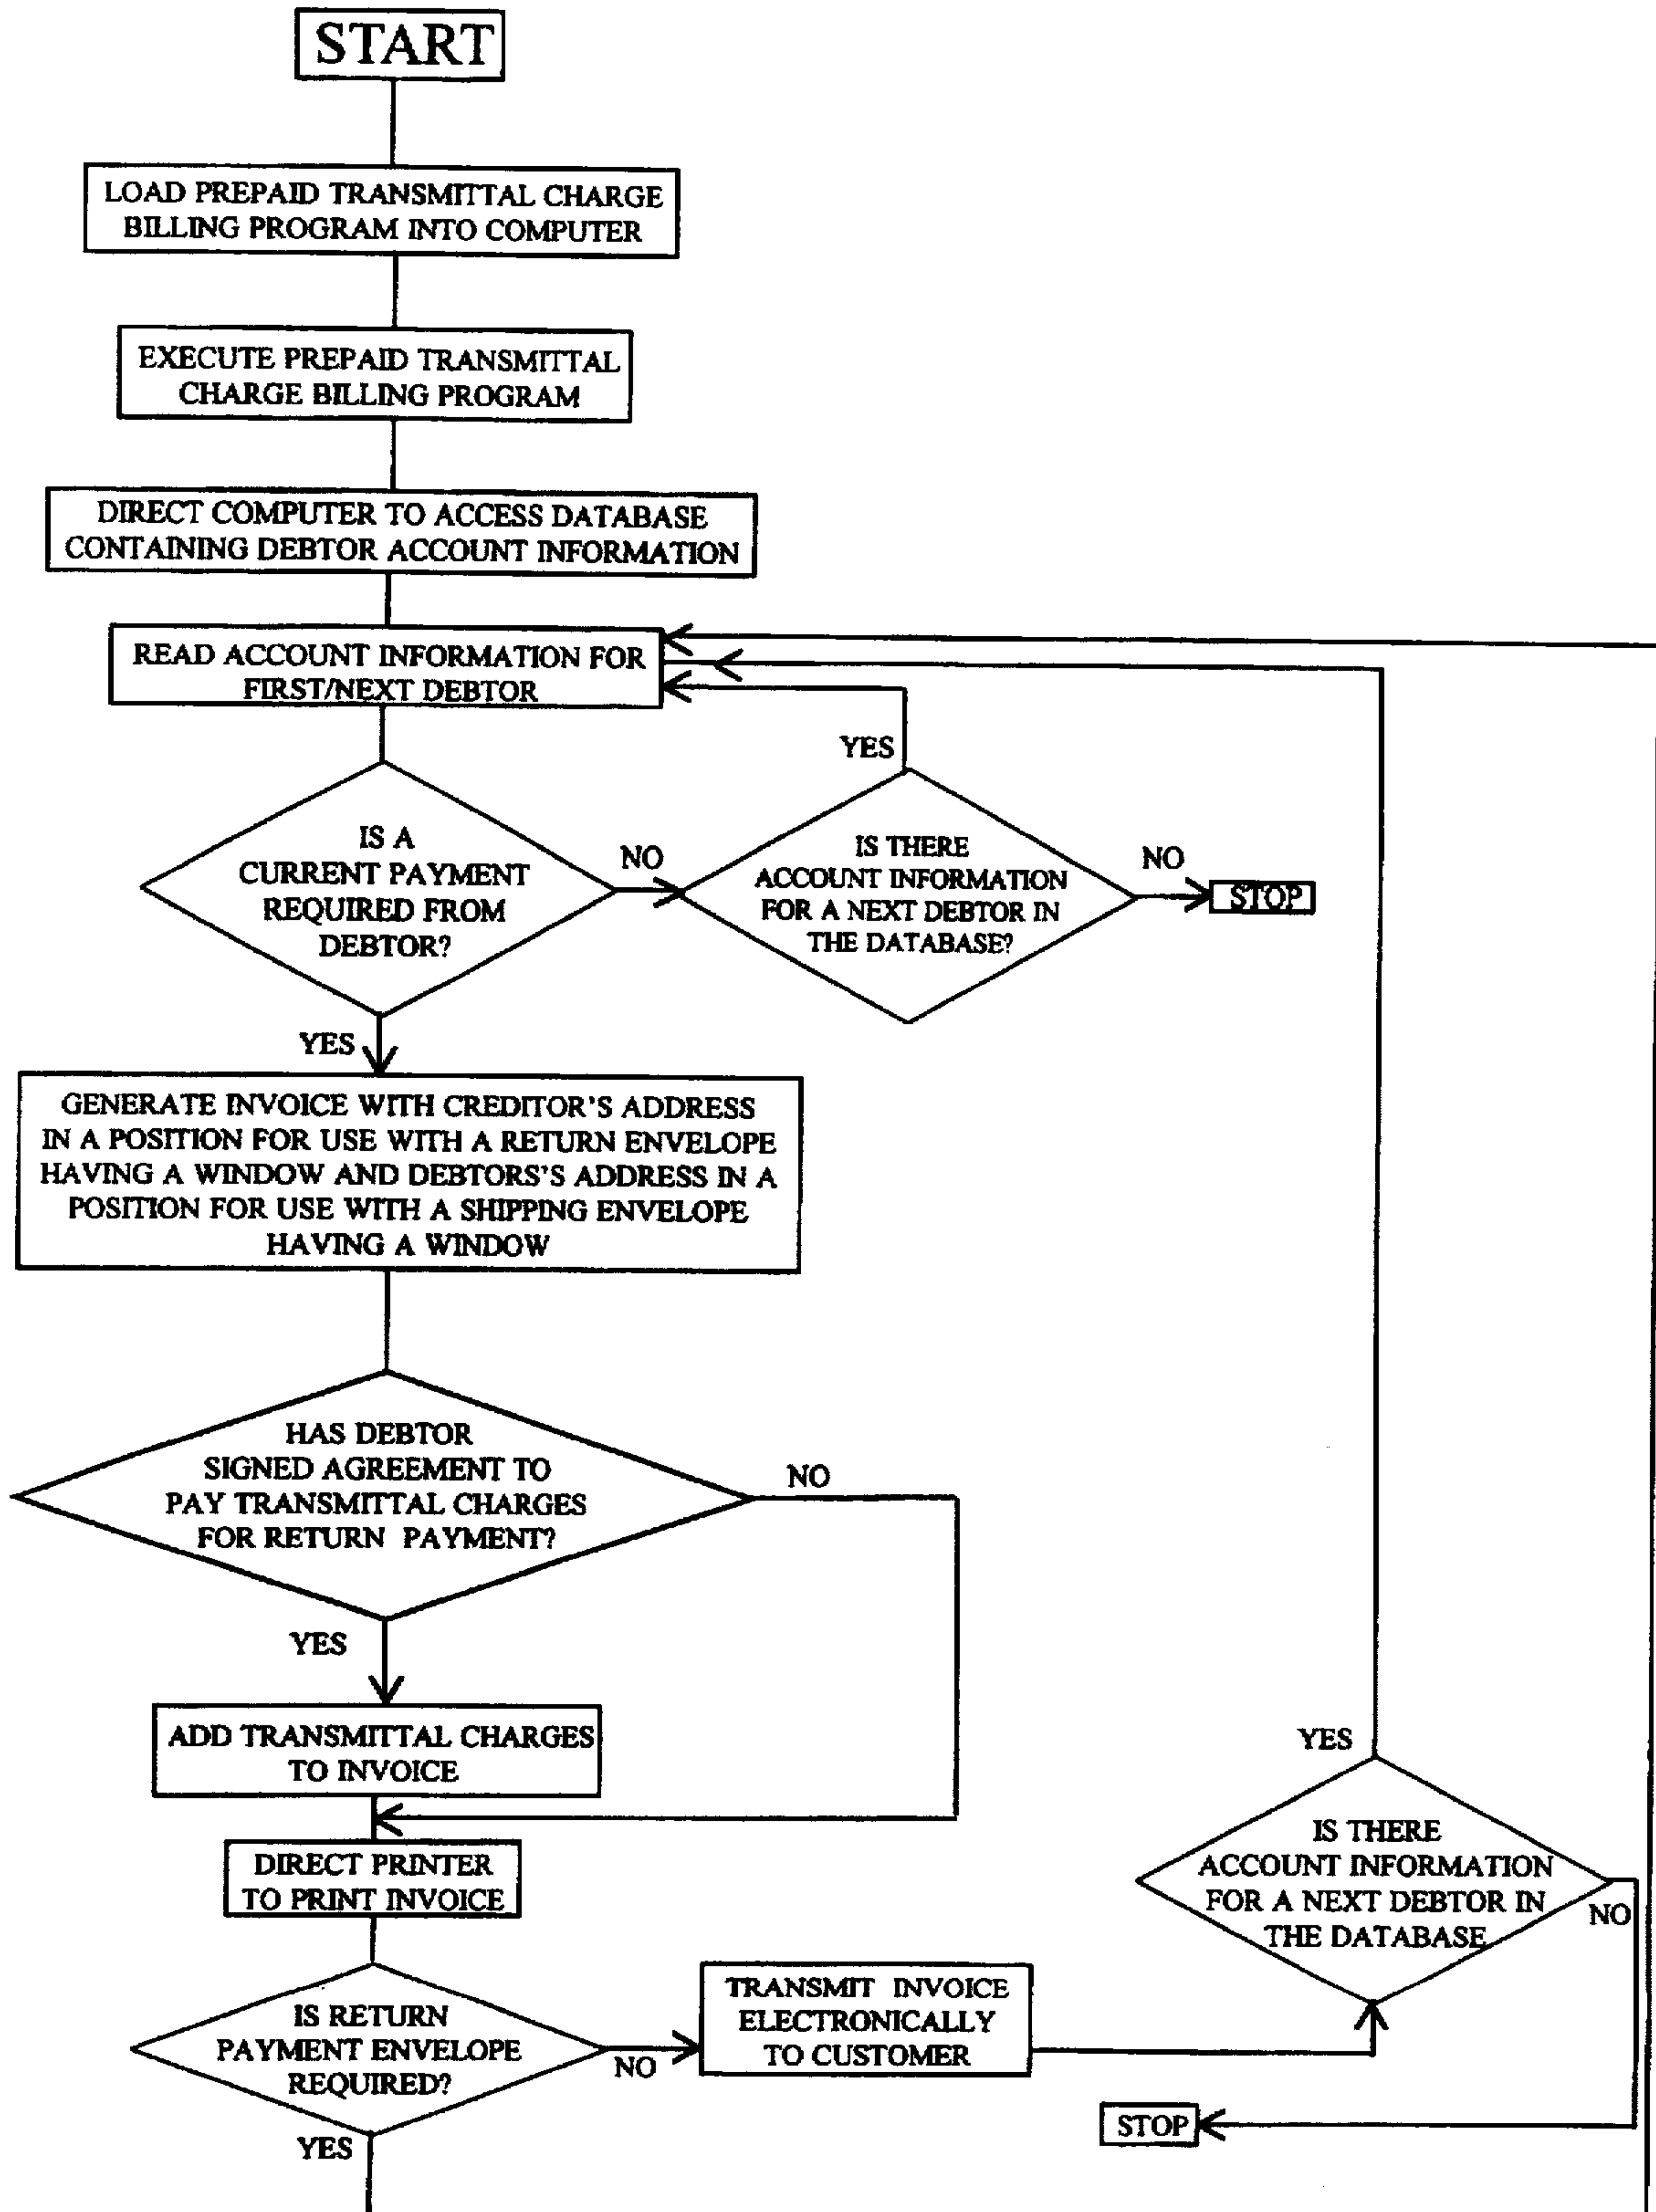 START
LOAD PREPAID TRANSMITTAL CHARGE
BILLING PROGRAM INTO COMPUTER
EXECUTE PREPAID TRANSMITTAL
CHARGE BILLING PROGRAM
DIRECT COMPUTER TO ACCESS DATABASE
CONTAINING DEBTOR ACCOUNT INFORMATION
READ ACCOUNT INFORMATION FOR
FIRST/NEXT DEBTOR
IS A
CURRENT PAYMENT
REQUIRED FROM
DEBTOR?
NO
YES
IS THERE
ACCOUNT INFORMATION
FOR A NEXT DEBTOR IN
THE DATABASE?
NO
STOP
YES
GENERATE INVOICE WITH CREDITOR'S ADDRESS
IN A POSITION FOR USE WITH A RETURN ENVELOPE
HAVING A WINDOW AND DEBTORS'S ADDRESS IN A
POSITION FOR USE WITH A SHIPPING ENVELOPE
HAVING A WINDOW
HAS DEBTOR
SIGNED AGREEMENT TO
PAY TRANSMITTAL CHARGES
FOR RETURN PAYMENT?
NO
YES
ADD TRANSMITTAL CHARGES
TO INVOICE
DIRECT PRINTER
TO PRINT INVOICE
IS RETURN
PAYMENT ENVELOPE
REQUIRED?
NO
TRANSMIT INVOICE
ELECTRONICALLY
TO CUSTOMER
YES
IS THERE
ACCOUNT INFORMATION
FOR A NEXT DEBTOR IN
THE DATABASE
NO
STOP
YES